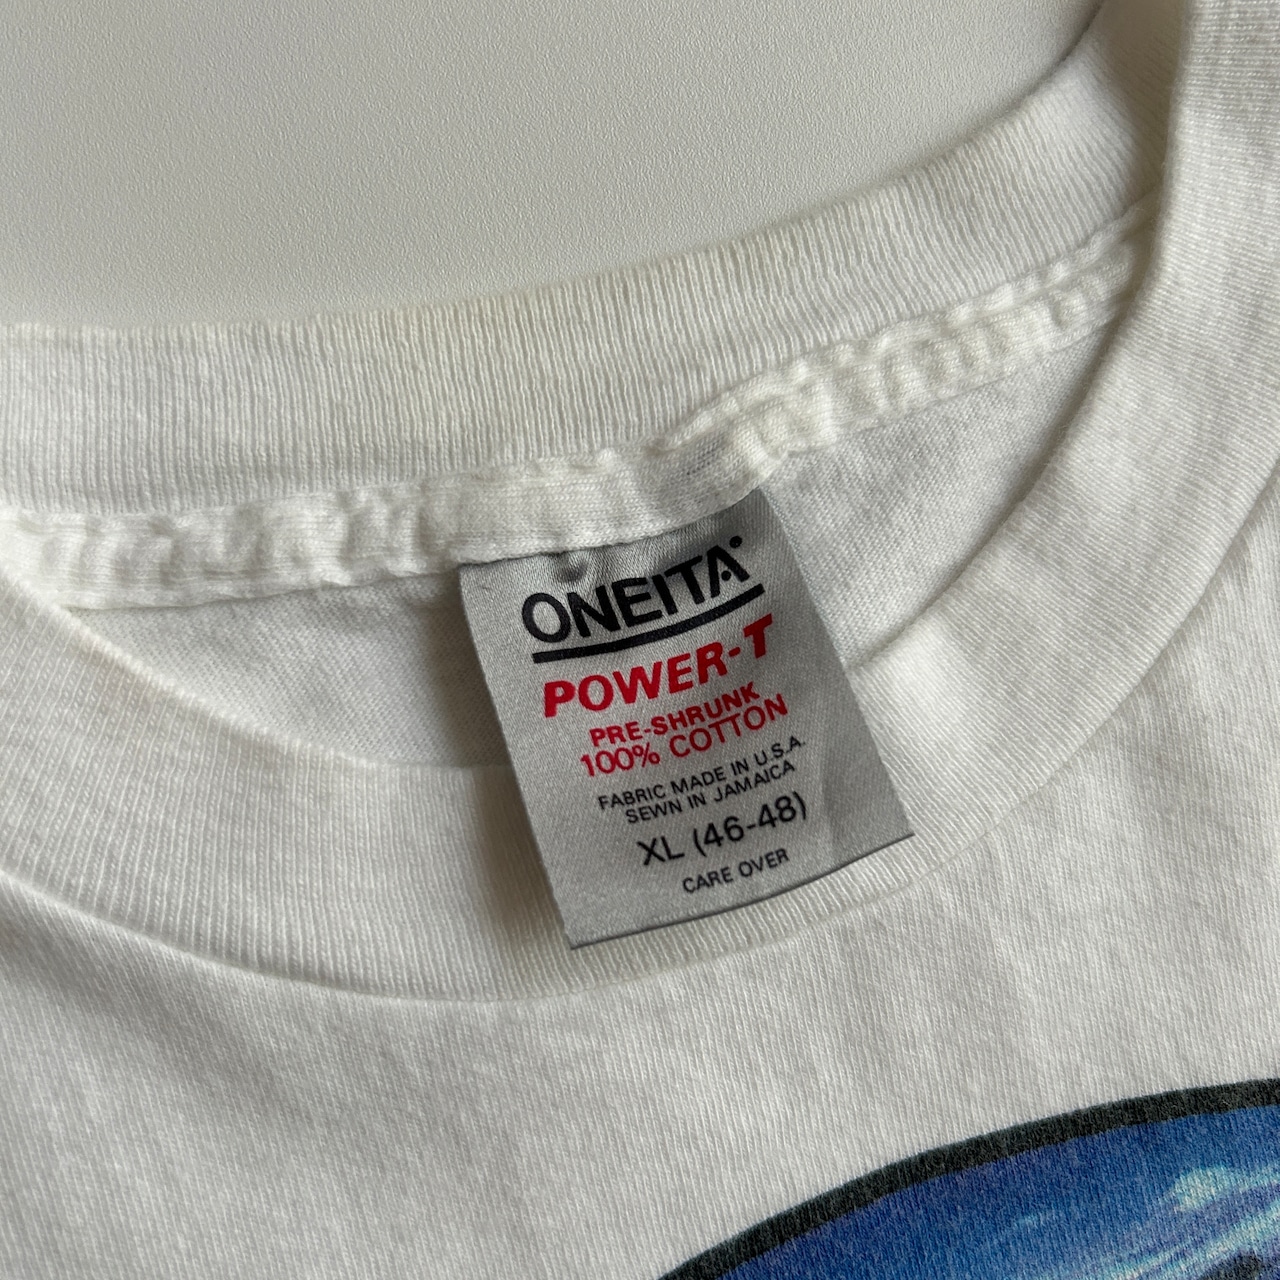 ONEITA
POWER-T
PRE-SHRUNK
100% COTTON
FABRIC MADE IN U.S.A.
SEWN IN JAMAICA
XL (46-48)
CARE OVER